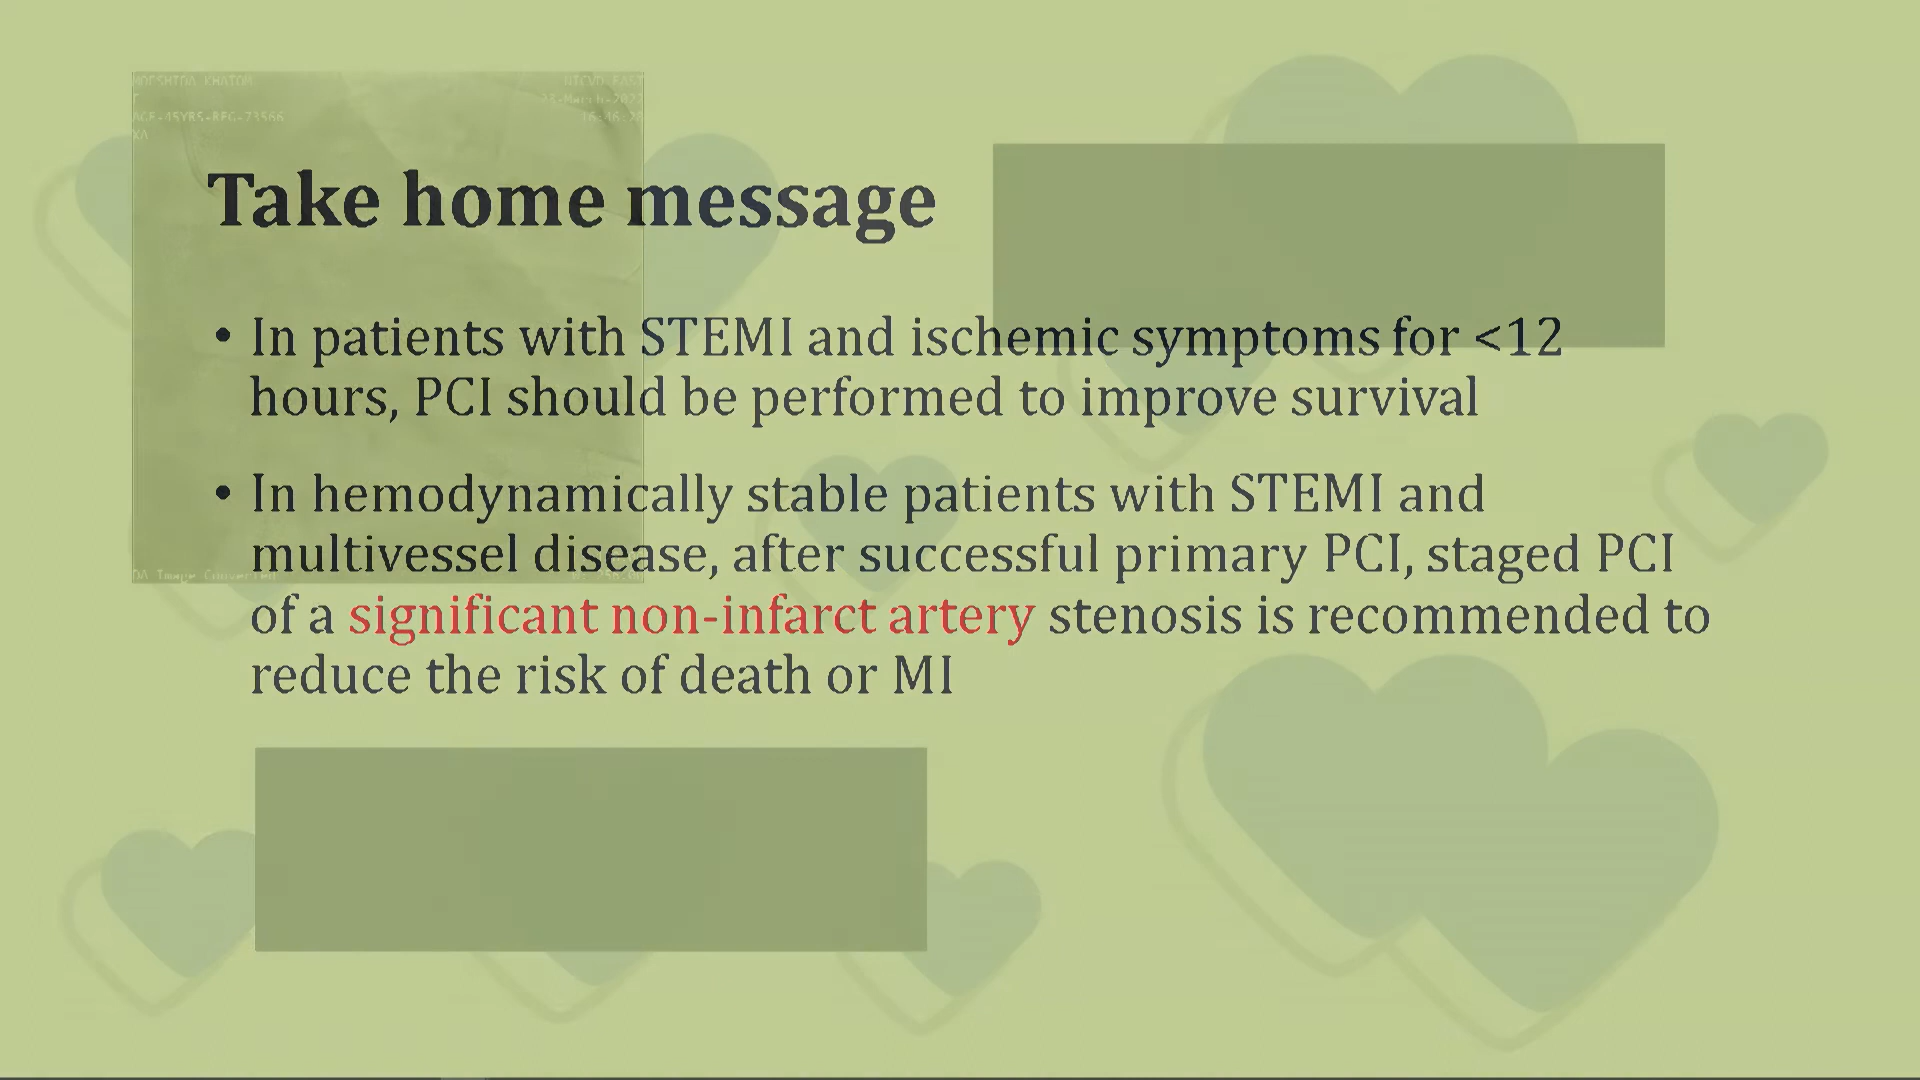 Take home message
• In patients with STEMI and ischemic symptoms for <12
hours, PCI should be performed to improve survival
• In hemodynamically stable patients with STEMI and
multivessel disease, after successful primary PCI, staged PCI
of a significant non-infarct artery stenosis is recommended to
reduce the risk of death or MI